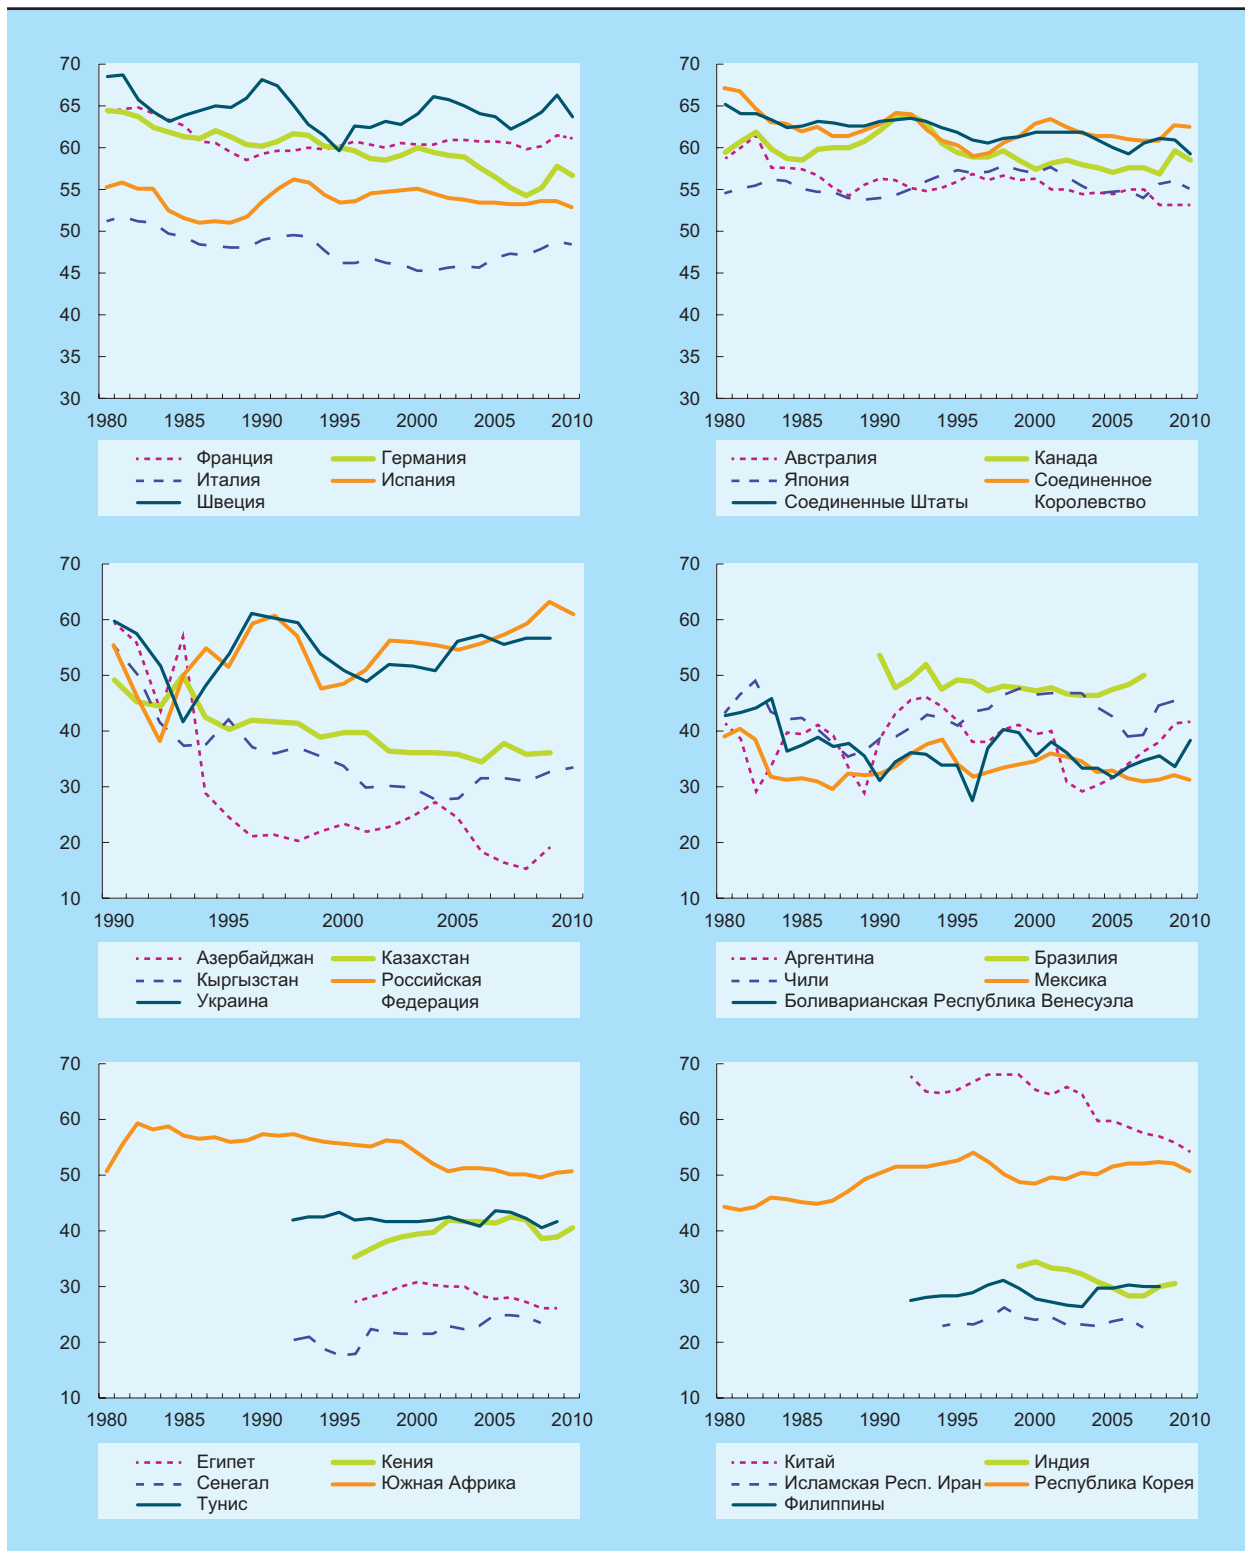 70
65
60
55
50
45
40
35
30
1980 1985 1990 1995 2000 2005 2010
Франция Германия
Италия Испания
Швеция
70
65
60
55
50
45
40
35
30
1980 1985 1990 1995 2000 2005 2010
Австралия Канада
Япония Соединенное
Соединенные Штаты Королевство
70
60
50
40
30
20
10
1990 1995 2000 2005 2010
Азербайджан Казахстан
Кыргызстан Российская
Украина Федерация
70
60
50
40
30
20
10
1980 1985 1990 1995 2000 2005 2010
Аргентина Бразилия
Чили Мексика
Боливарианская Республика Венесуэла
70
60
50
40
30
20
10
1980 1985 1990 1995 2000 2005 2010
Египет Кения
Сенегал Южная Африка
Тунис
70
60
50
40
30
20
10
1980 1985 1990 1995 2000 2005 2010
Китай Индия
Исламская Респ. Иран Республика Корея
Филиппины